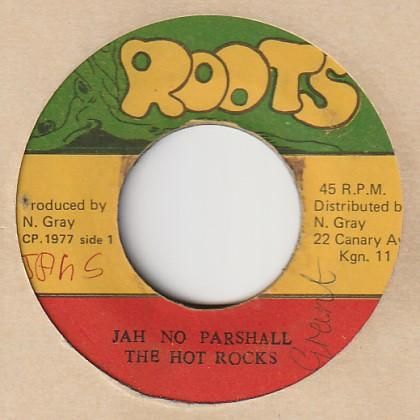 ROOTS
Produced by
N. Gray
CP. 1977 side 1
45 R.P.M.
Distributed b
N. Gray
22 Canary Av
Kgn. 11
Grant
JAH NO PARSHALL
THE HOT ROCKS